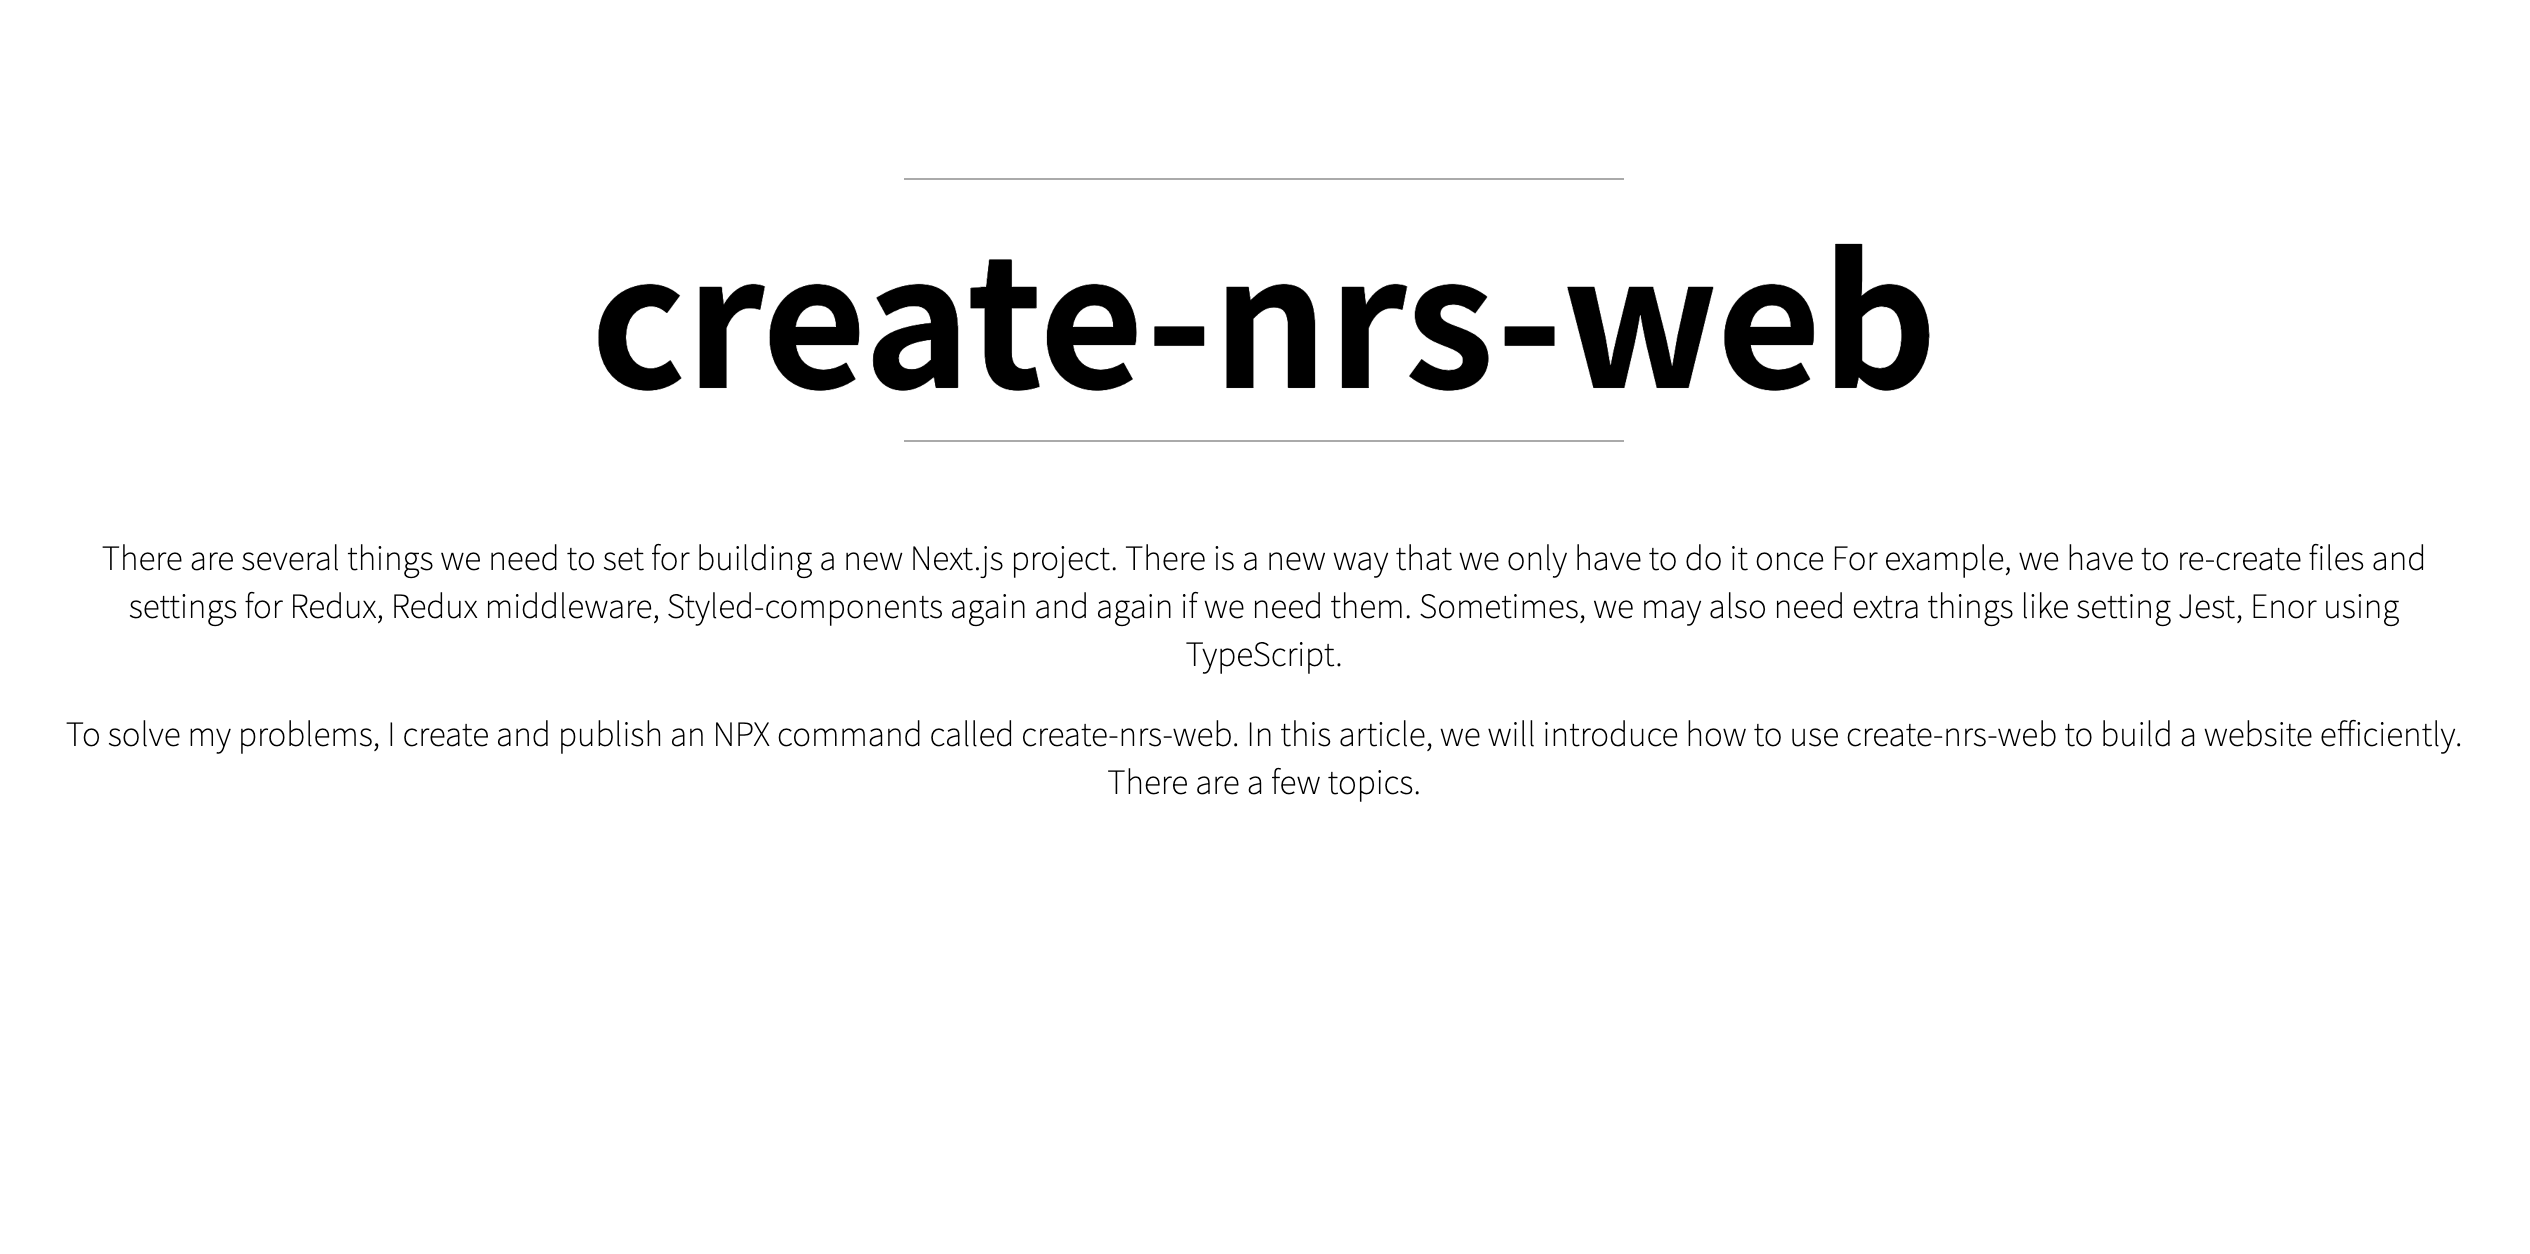 create-nrs-web
There are several things we need to set for building a new Next.js project. There is a new way that we only have to do it once For example, we have to re-create files and
settings for Redux, Redux middleware, Styled-components again and again if we need them. Sometimes, we may also need extra things like setting Jest, Enor using
TypeScript.
To solve my problems, I create and publish an NPX command called create-nrs-web. In this article, we will introduce how to use create-nrs-web to build a website efficiently.
There are a few topics.